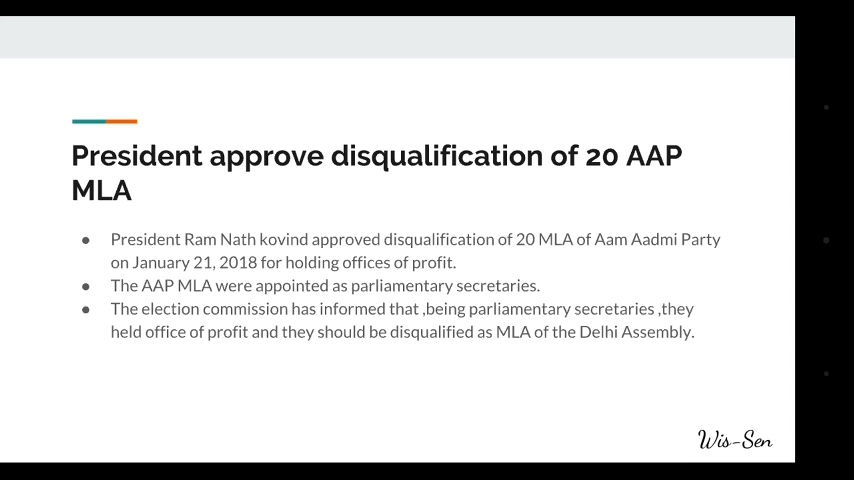 President approve disqualification of 20 AAP
MLA
● President Ram Nath kovind approved disqualification of 20 MLA of Aam Aadmi Party
on January 21, 2018 for holding offices of profit.
● The AAP MLA were appointed as parliamentary secretaries.
● The election commission has informed that ,being parliamentary secretaries ,they
held office of profit and they should be disqualified as MLA of the Delhi Assembly.
Wis-Sen